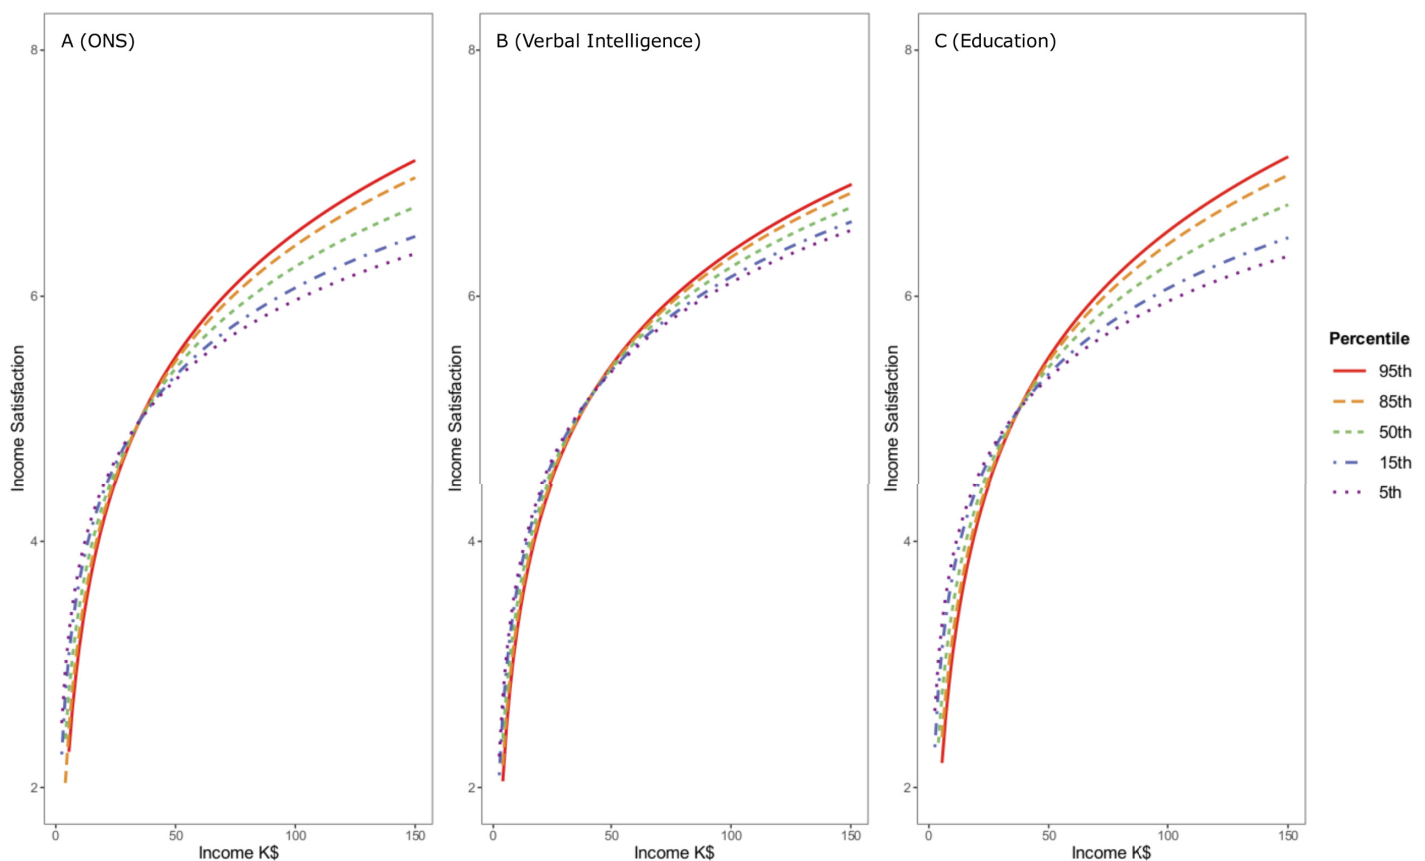 A (ONS)
8
6
4
2
0 50 100 150
Income Satisfaction
Income K$
B (Verbal Intelligence)
8
6
4
2
0 50 100 150
Income Satisfaction
Income K$
C (Education)
8
6
4
2
0 50 100 150
Income Satisfaction
Income K$
Percentile
95th
85th
50th
15th
5th